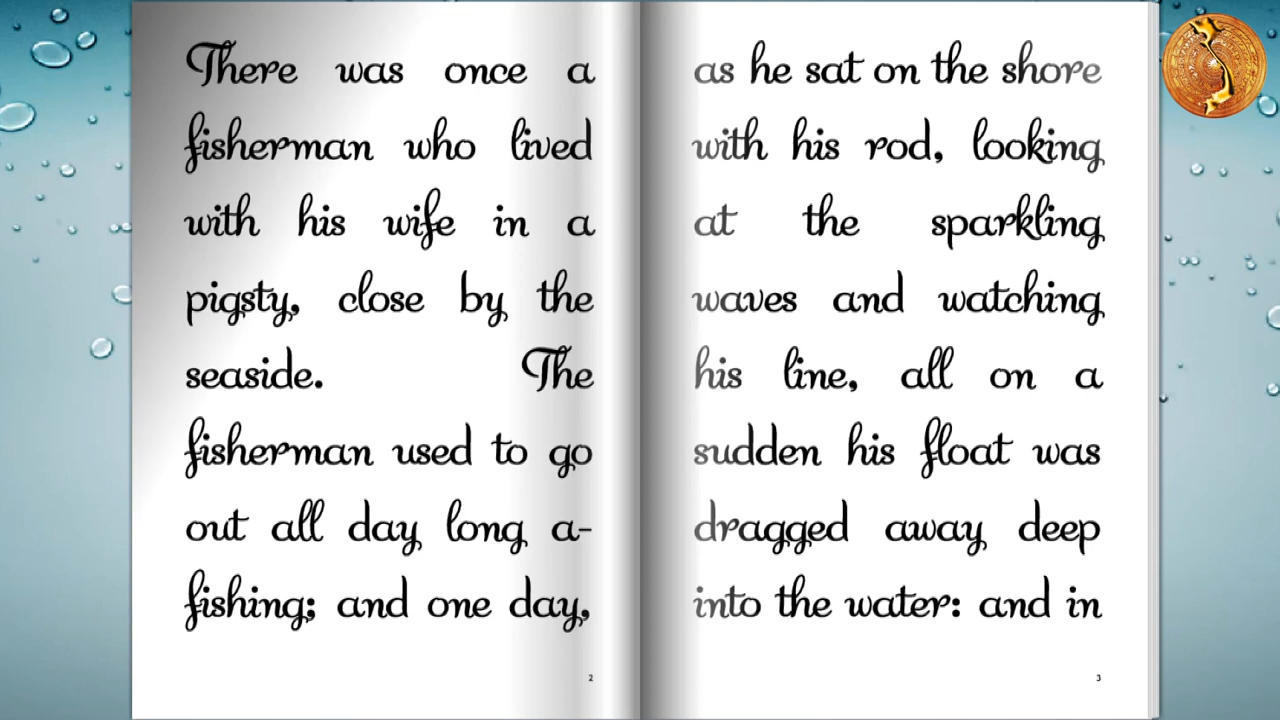 There was once a
fisherman who lived
with his wife in a
pigsty, close by the
seaside. The
fisherman used to go
out all day long a-
fishing; and one day,
2
as he sat on the shore
with his rod, looking
at the sparkling
waves and watching
his line, all on a
sudden his float was
dragged away deep
into the water: and in
3